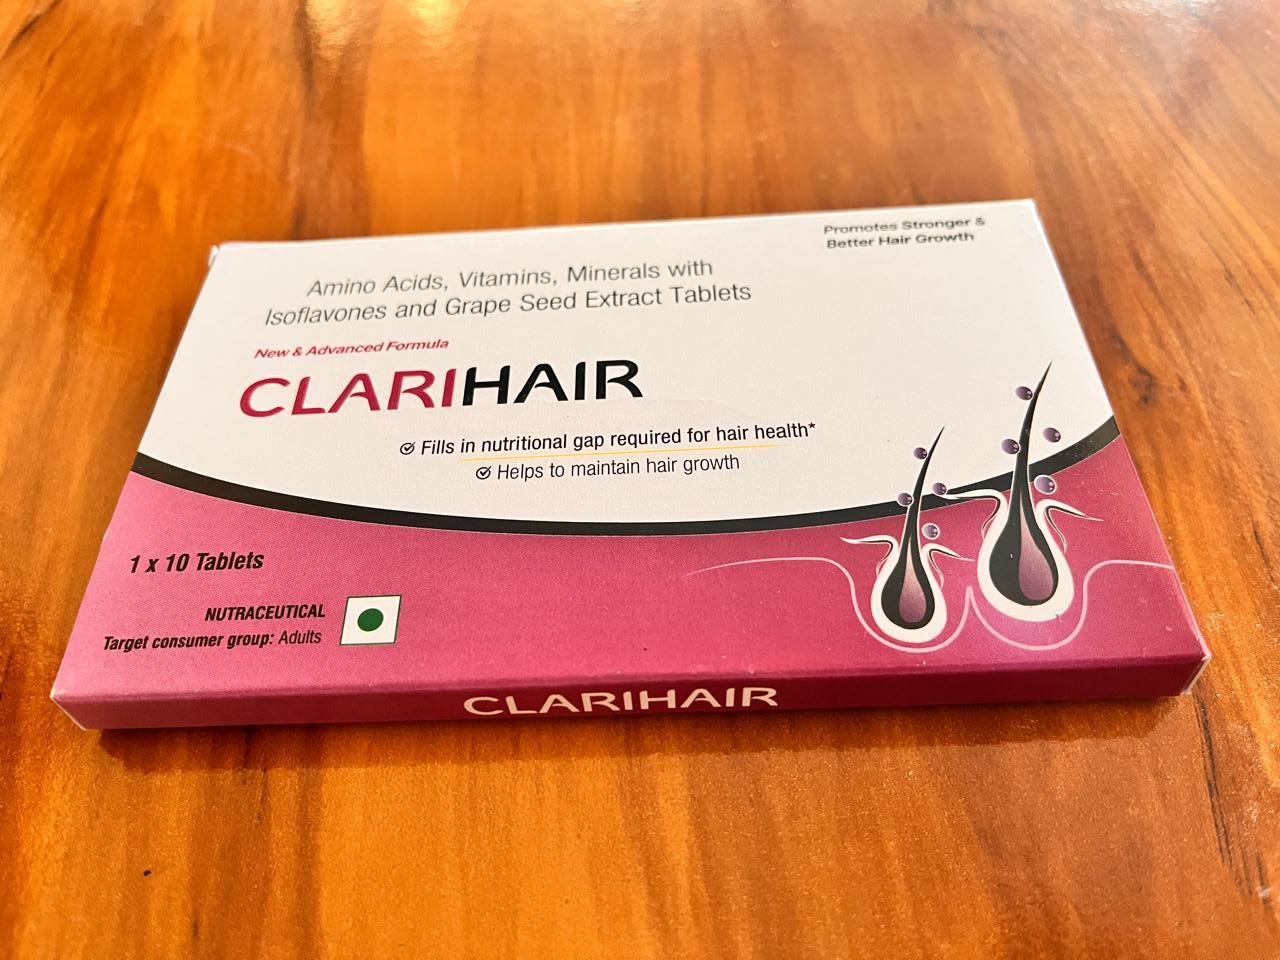 Promotes Stronger &
Better Hair Growth
Amino Acids, Vitamins, Minerals with
Isoflavones and Grape Seed Extract Tablets
New & Advanced Formula
CLARIHAIR
Fills in nutritional gap required for hair health*
Helps to maintain hair growth
1 x 10 Tablets
NUTRACEUTICAL
Target consumer group: Adults
CLARIHAIR